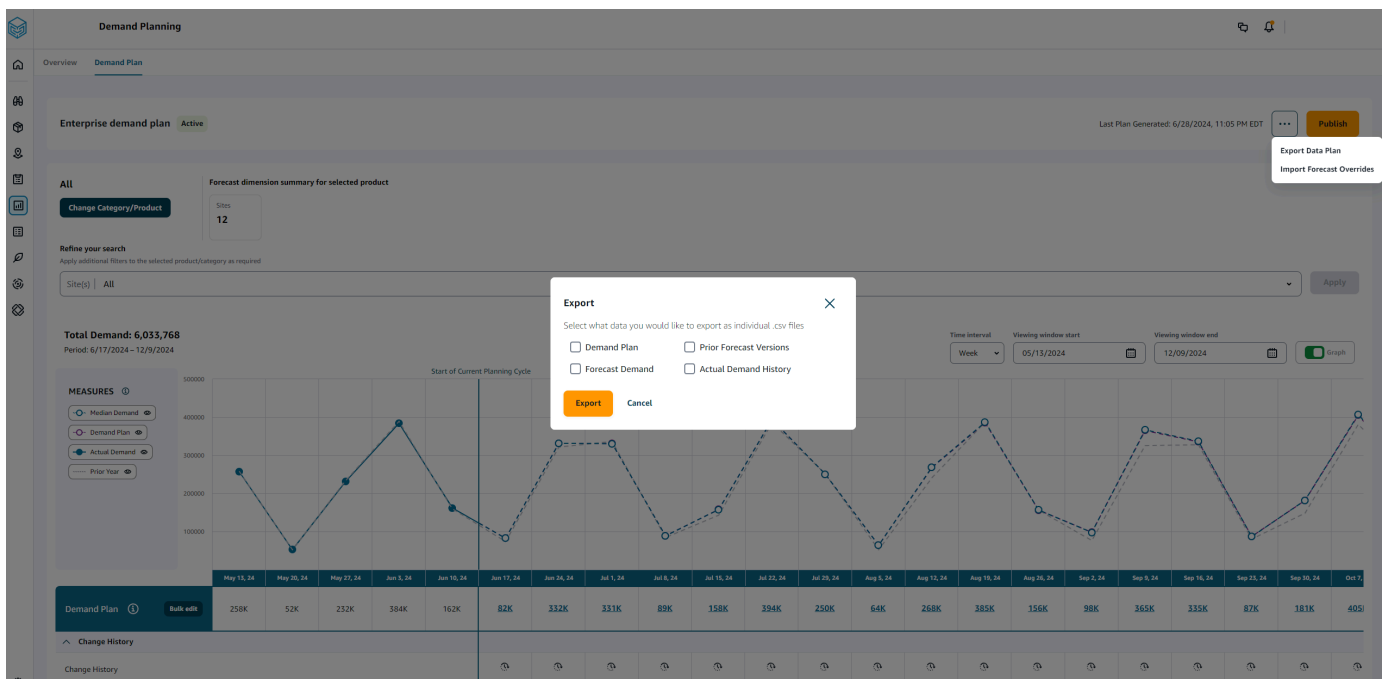 Demand Planning
Overview Demand Plan
Enterprise demand plan Active
Last Plan Generated: 6/28/2024, 11:05 PM EDT ... Publish
Export Data Plan
Import Forecast Overrides
All
Change Category/Product
Forecast dimension summary for selected product
Sites
12
Refine your search
Apply additional filters to the selected product/category as required
Site(s) All
Apply
Export
Select what data you would like to export as individual .csv files
Demand Plan Prior Forecast Versions
Forecast Demand Actual Demand History
Export Cancel
Total Demand: 6,033,768
Period: 6/17/2024 – 12/9/2024
Time interval Viewing window start Viewing window end
Week 05/13/2024 12/09/2024 Graph
Start of Current Planning Cycle
MEASURES
Median Demand
Demand Plan
Actual Demand
Prior Year
500000
400000
300000
200000
100000
May 13, 24 May 20, 24 May 27, 24 Jun 3, 24 Jun 10, 24 Jun 17, 24 Jun 24, 24 Jul 1, 24 Jul 8, 24 Jul 15, 24 Jul 22, 24 Jul 29, 24 Aug 5, 24 Aug 12, 24 Aug 19, 24 Aug 26, 24 Sep 2, 24 Sep 9, 24 Sep 16, 24 Sep 23, 24 Sep 30, 24 Oct 7,
Demand Plan Bulk edit 258K 52K 232K 384K 162K 82K 332K 331K 89K 158K 394K 250K 64K 268K 385K 156K 98K 365K 335K 87K 181K 405
Change History
Change History